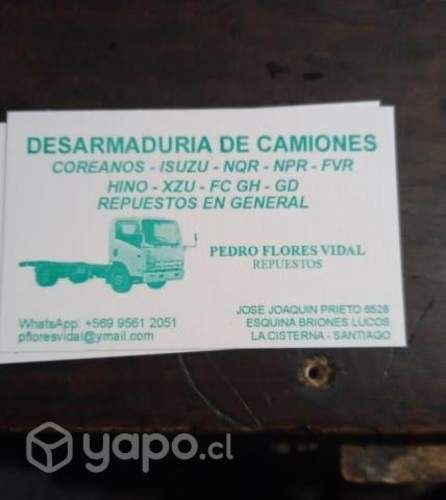 DESARMADURIA DE CAMIONES
COREANOS - ISUZU - NQR - NPR - FVR
HINO - XZU - FC GH - GD
REPUESTOS EN GENERAL
PEDRO FLORES VIDAL
REPUESTOS
WhatsApp: +569 9561 2051
pfloresvidal@ymail.com
JOSE JOAQUIN PRIETO 6528
ESQUINA BRIONES LUCOS
LA CISTERNA - SANTIAGO
yapo.cl